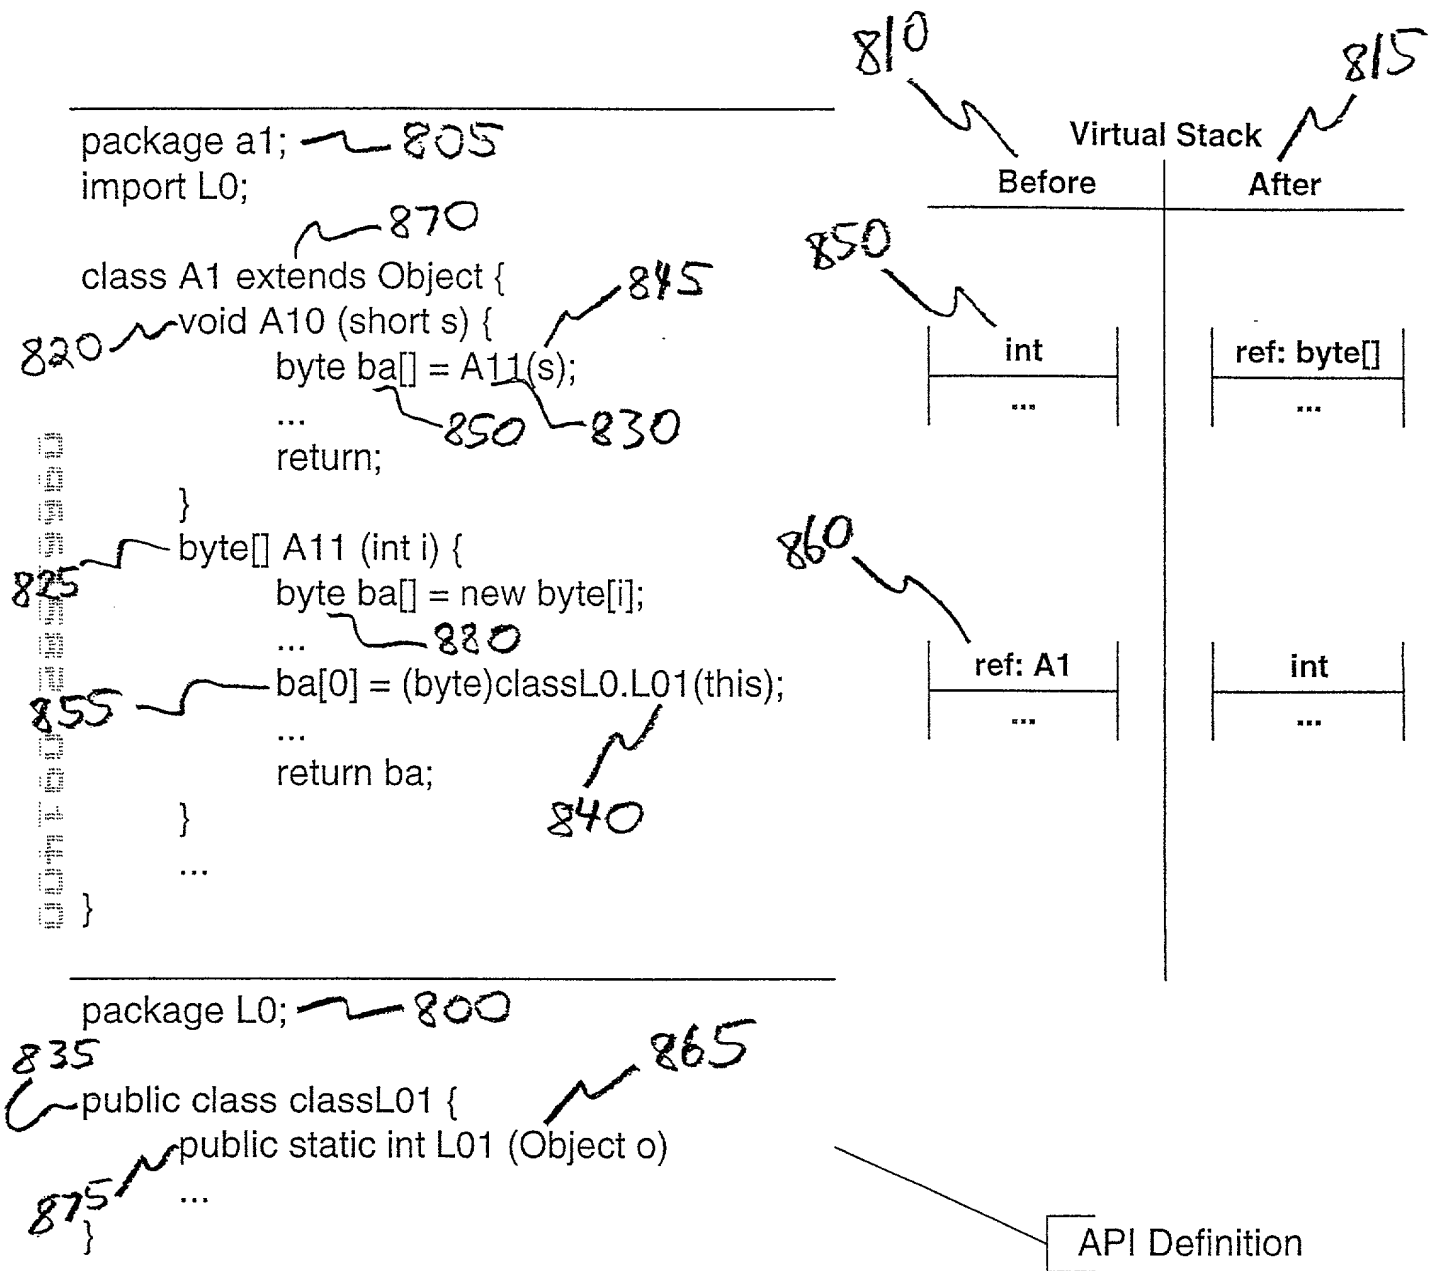 810
815
package a1; 805
Virtual Stack
import L0;
Before After
870
850
class A1 extends Object {
845
820 void A10 (short s) {
int
ref: byte[]
byte ba[] = A11(s);
...
...
... 850 830
return;
}
860
byte[] A11 (int i) {
825
byte ba[] = new byte[i];
... 880
ref: A1
int
855 ba[0] = (byte)classL0.L01(this);
...
...
...
return ba;
840
}
...
}
package L0; 800
835
865
public class classL01 {
public static int L01 (Object o)
875 ...
}
API Definition